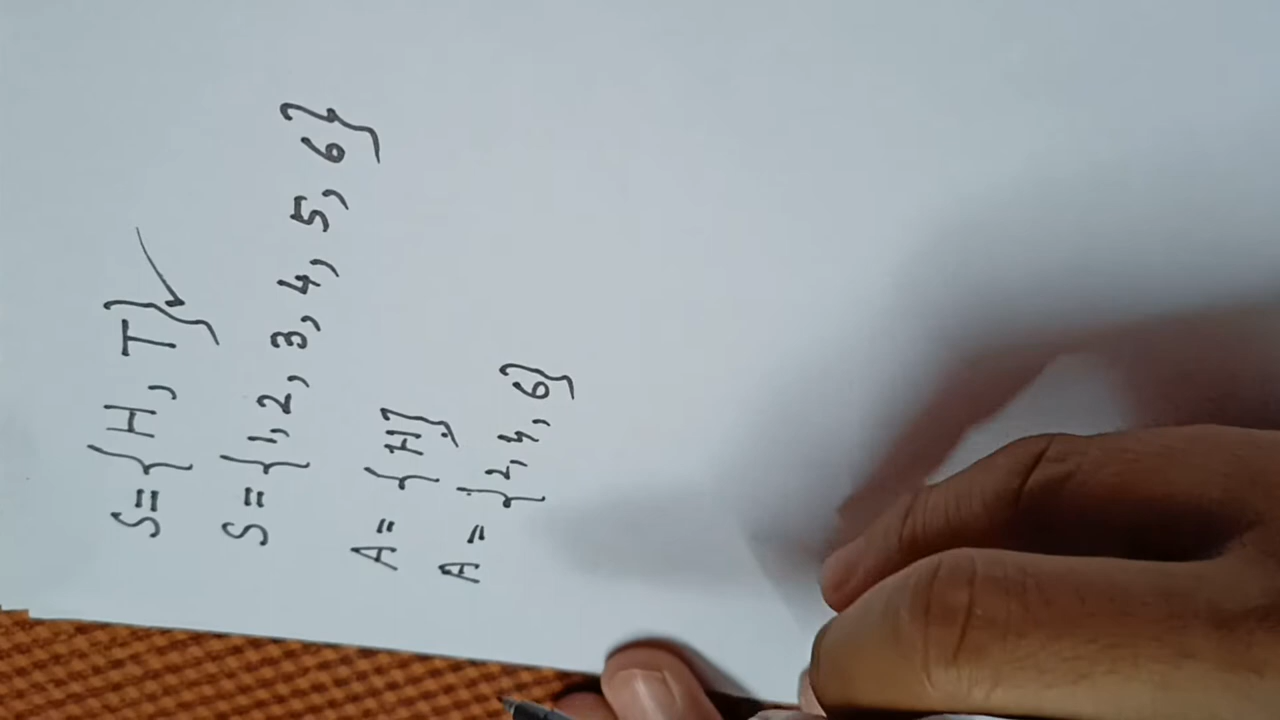 S={H, T}✓
S={1, 2, 3, 4, 5, 6}
A={H}
A={2, 4, 6}